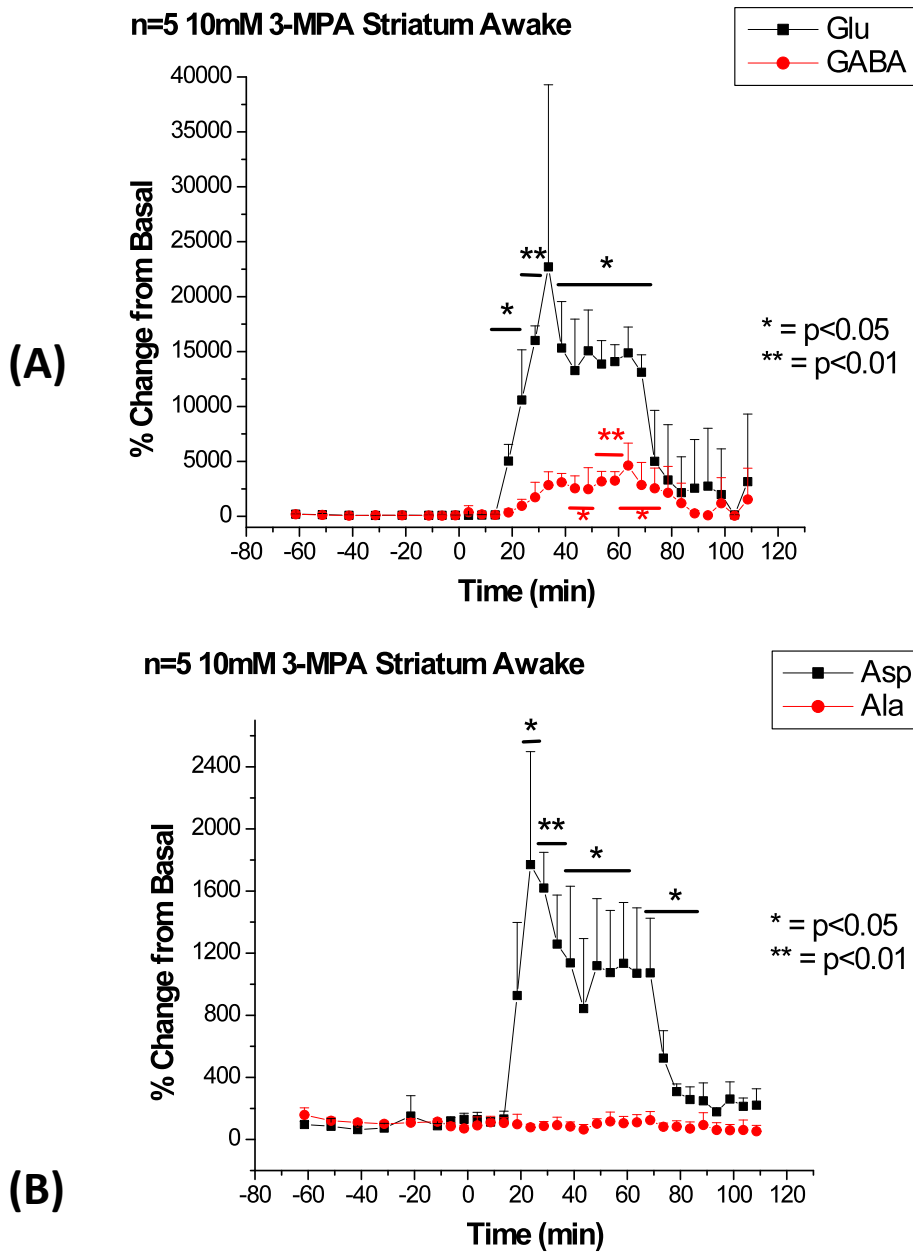 n=5 10mM 3-MPA Striatum Awake
Glu
GABA
40000
35000
30000
25000
20000
15000
10000
5000
0
% Change from Basal
**
*
*
**
*
*
* = p<0.05
** = p<0.01
(A)
-80 -60 -40 -20 0 20 40 60 80 100 120
Time (min)
n=5 10mM 3-MPA Striatum Awake
Asp
Ala
2400
2000
1600
1200
800
400
0
% Change from Basal
*
**
*
*
* = p<0.05
** = p<0.01
-80 -60 -40 -20 0 20 40 60 80 100 120
(B)
Time (min)